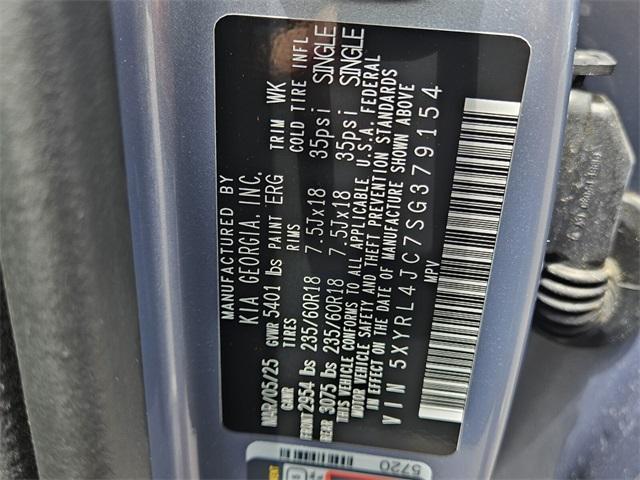 MANUFACTURED BY
KIA GEORGIA, INC.
MAR/05/25 GVWR 5401 lbs PAINT ERG TRIM WK
GAWR TIRES RIMS COLD TIRE INFL
FRONT 2954 lbs 235/60R18 7.5Jx18 35psi SINGLE
REAR 3075 lbs 235/60R18 7.5Jx18 35psi SINGLE
THIS VEHICLE CONFORMS TO ALL APPLICABLE U.S.A. FEDERAL
MOTOR VEHICLE SAFETY AND THEFT PREVENTION STANDARDS
IN EFFECT ON THE DATE OF MANUFACTURE SHOWN ABOVE
VIN 5XYRL4JC7SG379154
MPV
5720